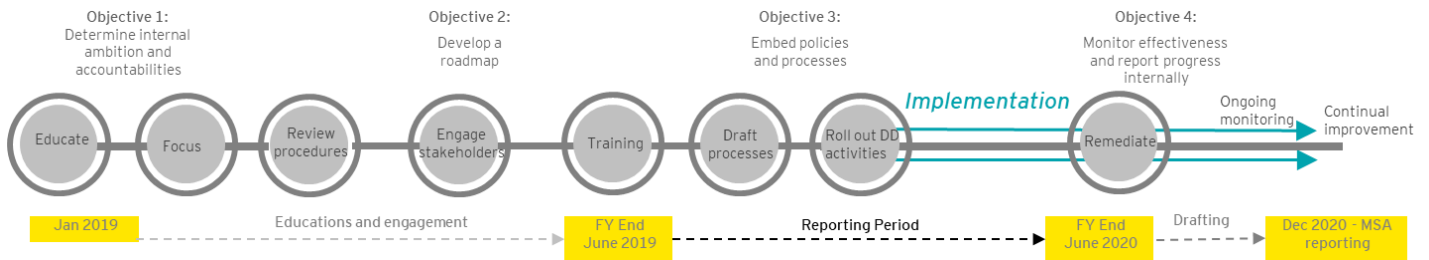 Objective 1:
Determine internal
ambition and
accountabilities
Objective 2:
Develop a
roadmap
Objective 3:
Embed policies
and processes
Objective 4:
Monitor effectiveness
and report progress
internally
Educate
Focus
Review
procedures
Engage
stakeholders
Training
Draft
processes
Roll out DD
activities
Implementation
Remediate
Ongoing
monitoring
Continual
improvement
Jan 2019
Educations and engagement
FY End
June 2019
Reporting Period
FY End
June 2020
Drafting
Dec 2020 - MSA
reporting